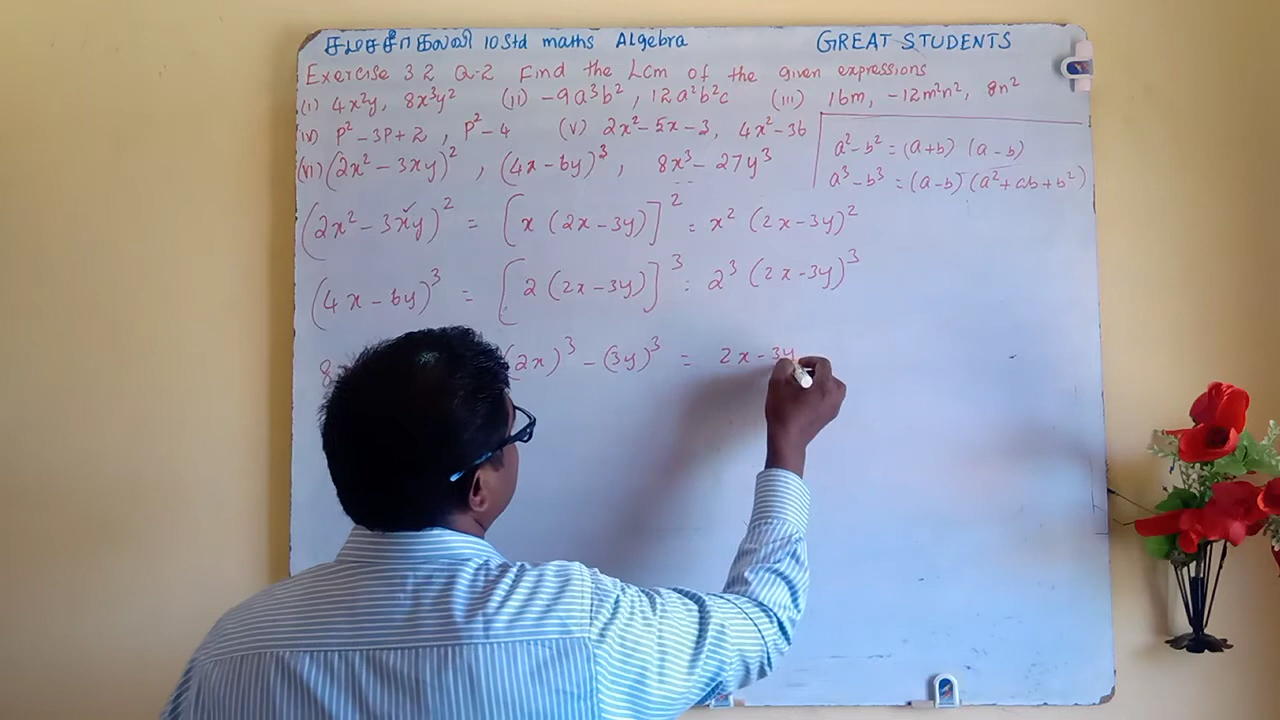 சமச்சீர் கல்வி 10 Std maths Algebra GREAT STUDENTS
Exercise 3 2 Q-2 Find the LCM of the given expressions
(i) 4x²y, 8x³y² (ii) -9a³b², 12a²b²c (iii) 16m, -12m²n², 8n²
iv) p² - 3p + 2, p² - 4 (v) 2x² - 5x - 3, 4x² - 36
(vi) (2x² - 3xy)², (4x - 6y)³, 8x³ - 27y³
a² - b² = (a+b) (a-b)
a³ - b³ = (a-b) (a² + ab + b²)
(2x² - 3xy)² = [x (2x - 3y)]² = x² (2x - 3y)²
(4x - 6y)³ = [2 (2x - 3y)]³ = 2³ (2x - 3y)³
8 (2x)³ - (3y)³ = 2x - 3y